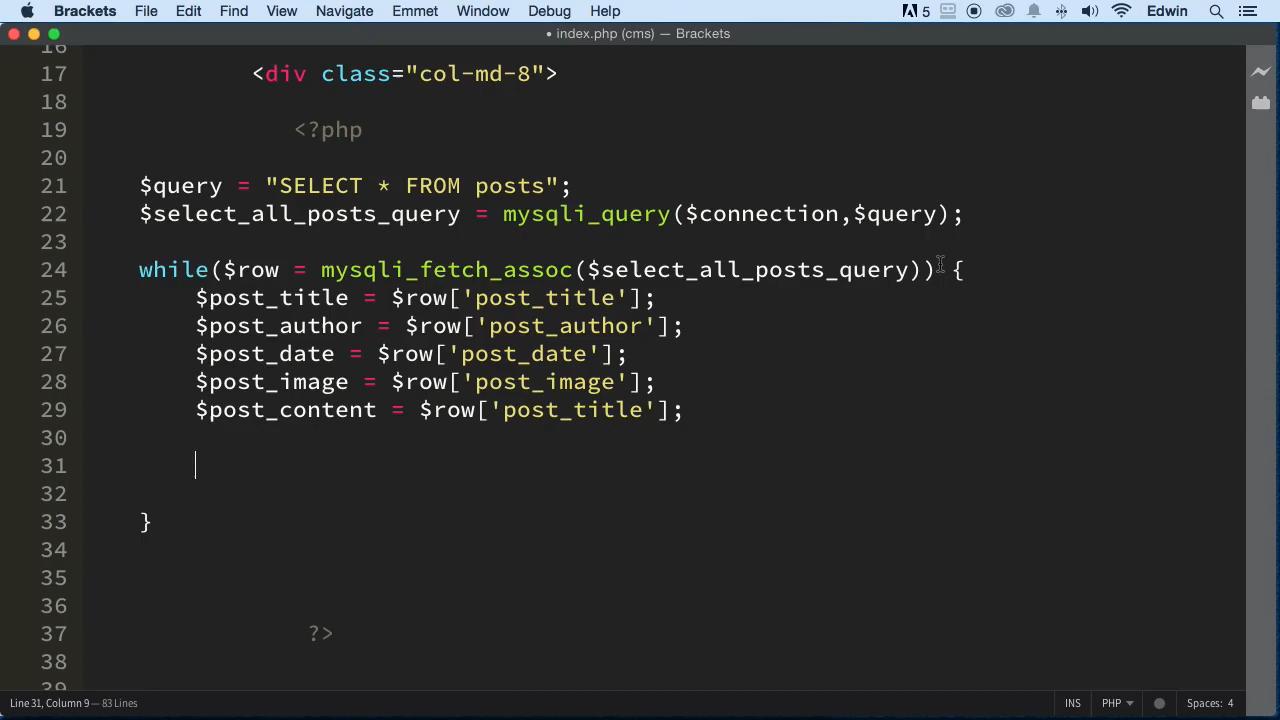 Brackets File Edit Find View Navigate Emmet Window Debug Help 5 Edwin
index.php (cms) — Brackets
16
17 <div class="col-md-8">
18
19 <?php
20
21 $query = "SELECT * FROM posts";
22 $select_all_posts_query = mysqli_query($connection,$query);
23
24 while($row = mysqli_fetch_assoc($select_all_posts_query)) {
25 $post_title = $row['post_title'];
26 $post_author = $row['post_author'];
27 $post_date = $row['post_date'];
28 $post_image = $row['post_image'];
29 $post_content = $row['post_title'];
30
31
32
33 }
34
35
36
37 ?>
38
39
Line 31, Column 9 — 83 Lines INS PHP Spaces: 4